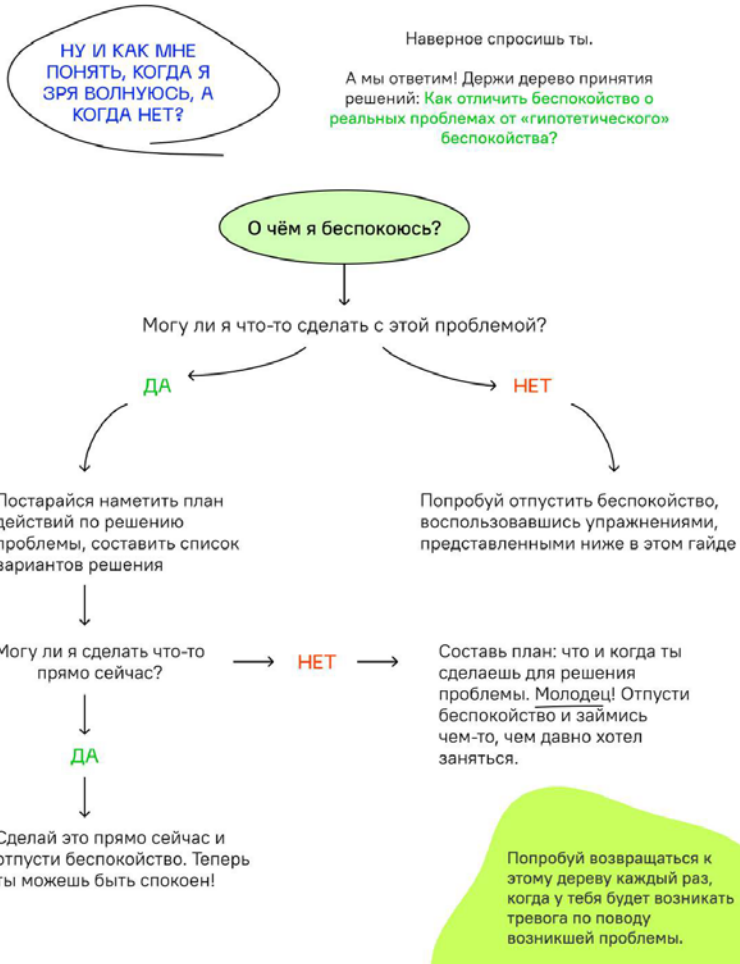 НУ И КАК МНЕ
ПОНЯТЬ, КОГДА Я
ЗРЯ ВОЛНУЮСЬ, А
КОГДА НЕТ?
Наверное спросишь ты.
А мы ответим! Держи дерево принятия
решений: Как отличить беспокойство о
реальных проблемах от «гипотетического»
беспокойства?
О чём я беспокоюсь?
Могу ли я что-то сделать с этой проблемой?
ДА
НЕТ
Постарайся наметить план
действий по решению
проблемы, составить список
вариантов решения
Попробуй отпустить беспокойство,
воспользовавшись упражнениями,
представленными ниже в этом гайде
Могу ли я сделать что-то
прямо сейчас?
НЕТ
Составь план: что и когда ты
сделаешь для решения
проблемы. Молодец! Отпусти
беспокойство и займись
чем-то, чем давно хотел
заняться.
ДА
Сделай это прямо сейчас и
отпусти беспокойство. Теперь
ты можешь быть спокоен!
Попробуй возвращаться к
этому дереву каждый раз,
когда у тебя будет возникать
тревога по поводу
возникшей проблемы.